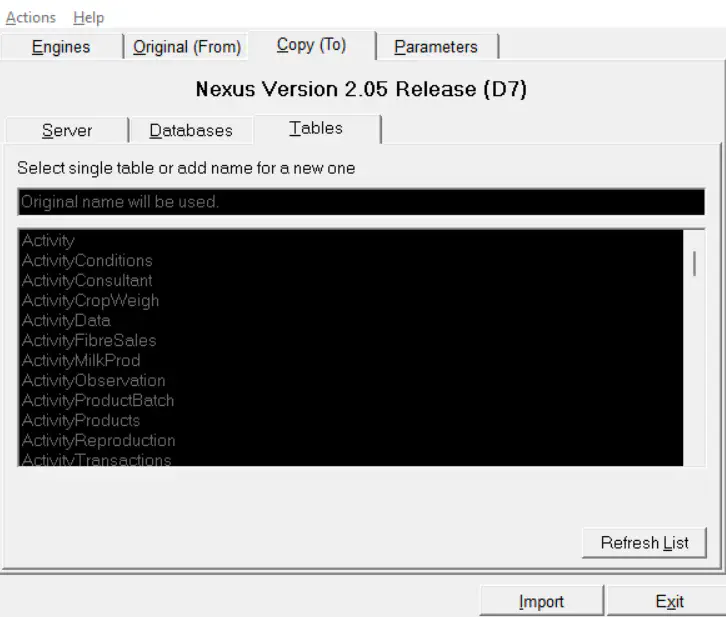 Actions Help
Engines Original (From) Copy (To) Parameters
Nexus Version 2.05 Release (D7)
Server Databases Tables
Select single table or add name for a new one
Original name will be used.
Activity
ActivityConditions
ActivityConsultant
ActivityCropWeigh
ActivityData
ActivityFibreSales
ActivityMilkProd
ActivityObservation
ActivityProductBatch
ActivityProducts
ActivityReproduction
ActivityTransactions
Refresh List
Import Exit